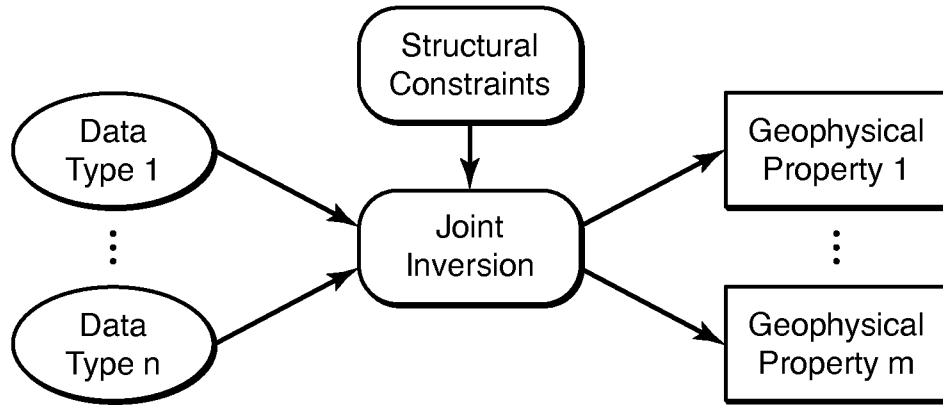 Structural
Constraints
Data
Type 1
Geophysical
Property 1
Joint
Inversion
Data
Type n
Geophysical
Property m